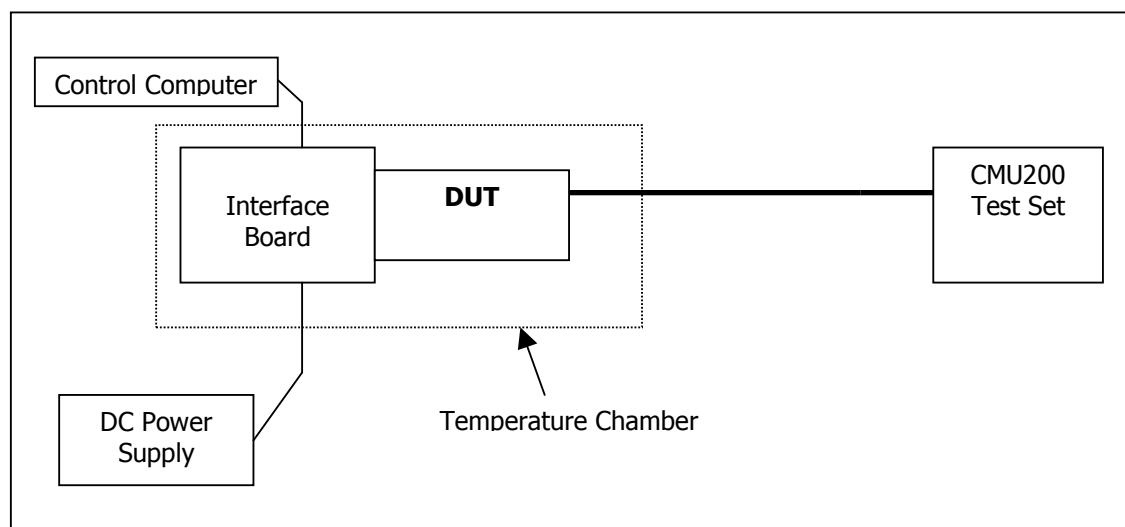 Control Computer
Interface
Board
DUT
CMU200
Test Set
DC Power
Supply
Temperature Chamber